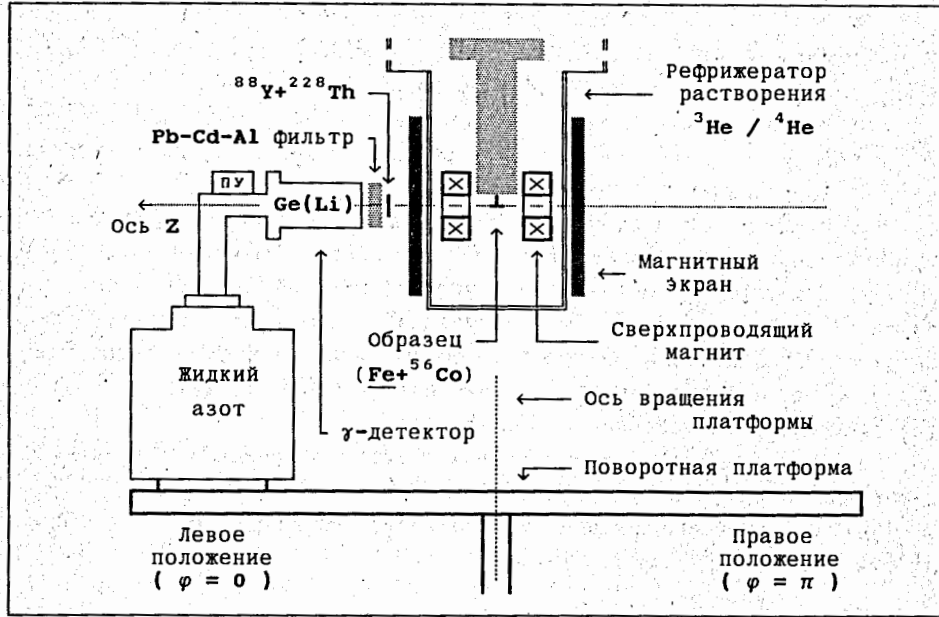 ⁸⁸Y+²²⁸Th
Pb-Cd-Al фильтр
ПУ
Ge(Li)
Ось Z
Рефрижератор
растворения
³He / ⁴He
Магнитный
экран
Сверхпроводящий
магнит
Образец
(Fe+⁵⁶Co)
Жидкий
азот
γ-детектор
Ось вращения
платформы
Поворотная платформа
Левое
положение
( φ = 0 )
Правое
положение
( φ = π )